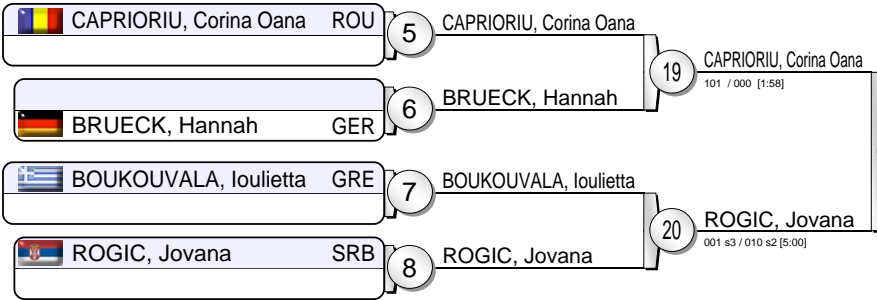 CAPRIORIU, Corina Oana ROU
5
CAPRIORIU, Corina Oana
19
CAPRIORIU, Corina Oana
101 / 000 [1:58]
6
BRUECK, Hannah
BRUECK, Hannah GER
BOUKOUVALA, Ioulietta GRE
7
BOUKOUVALA, Ioulietta
20
ROGIC, Jovana
001 s3 / 010 s2 [5:00]
ROGIC, Jovana SRB
8
ROGIC, Jovana